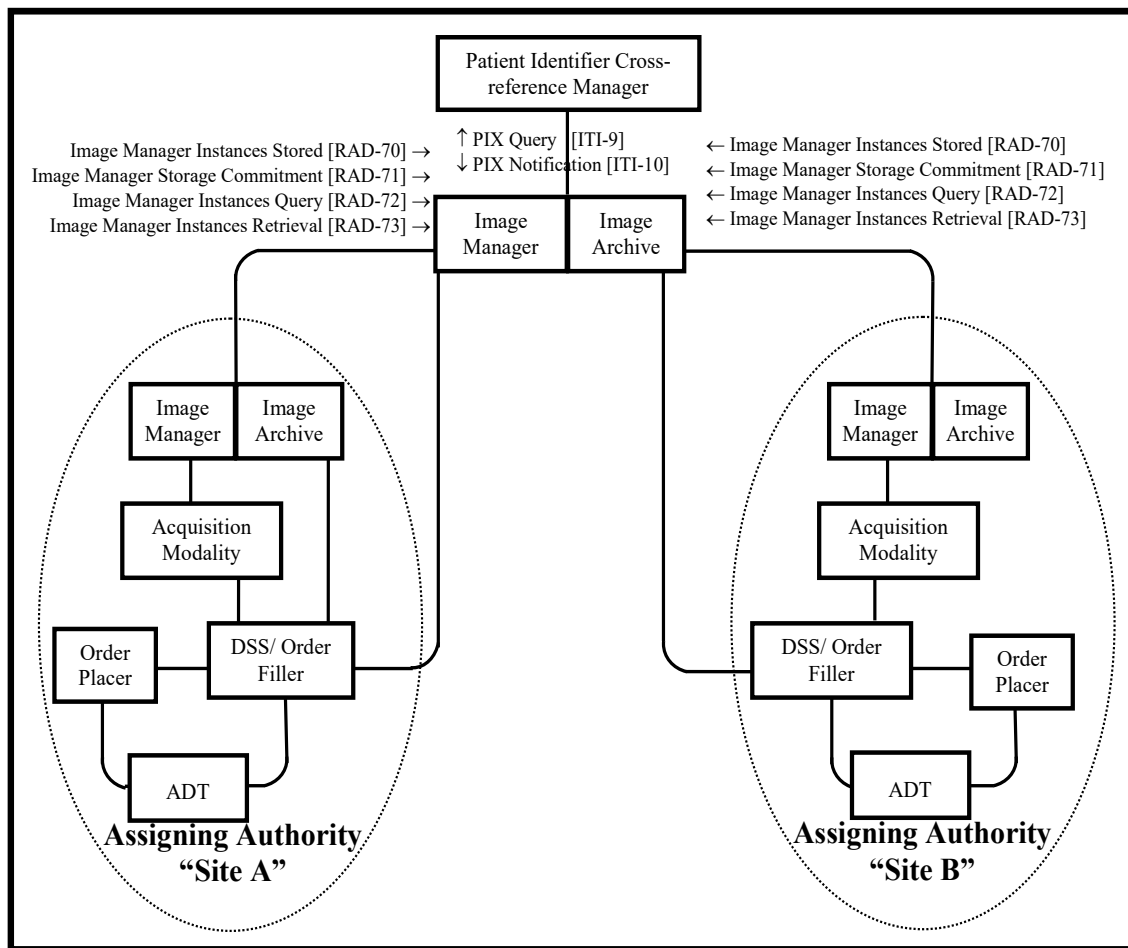 Patient Identifier Cross-
reference Manager
↑ PIX Query [ITI-9]
↓ PIX Notification [ITI-10]
Image Manager Instances Stored [RAD-70] →
Image Manager Storage Commitment [RAD-71] →
Image Manager Instances Query [RAD-72] →
Image Manager Instances Retrieval [RAD-73] →
← Image Manager Instances Stored [RAD-70]
← Image Manager Storage Commitment [RAD-71]
← Image Manager Instances Query [RAD-72]
← Image Manager Instances Retrieval [RAD-73]
Image
Manager
Image
Archive
Image
Manager
Image
Archive
Acquisition
Modality
Order
Placer
DSS/ Order
Filler
ADT
Assigning Authority
“Site A”
Image
Manager
Image
Archive
Acquisition
Modality
DSS/ Order
Filler
Order
Placer
ADT
Assigning Authority
“Site B”